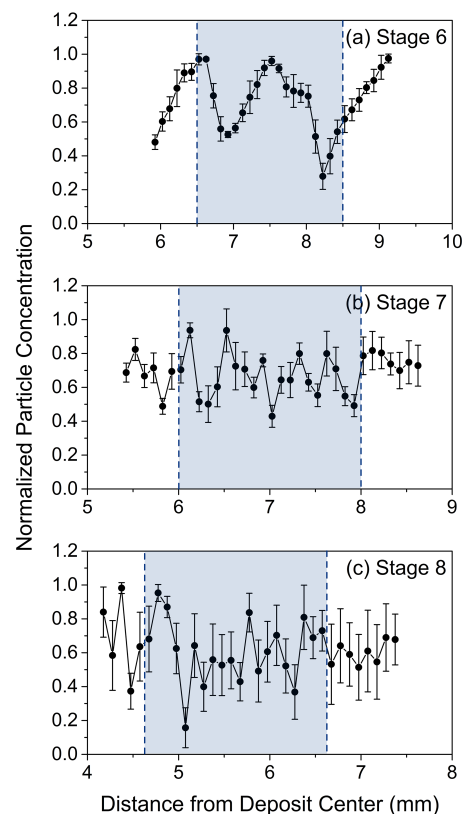 (a) Stage 6
1.2
1.0
0.8
0.6
0.4
0.2
0.0
5 6 7 8 9 10
(b) Stage 7
1.2
1.0
0.8
0.6
0.4
0.2
0.0
5 6 7 8 9
(c) Stage 8
1.2
1.0
0.8
0.6
0.4
0.2
0.0
4 5 6 7 8
Normalized Particle Concentration
Distance from Deposit Center (mm)